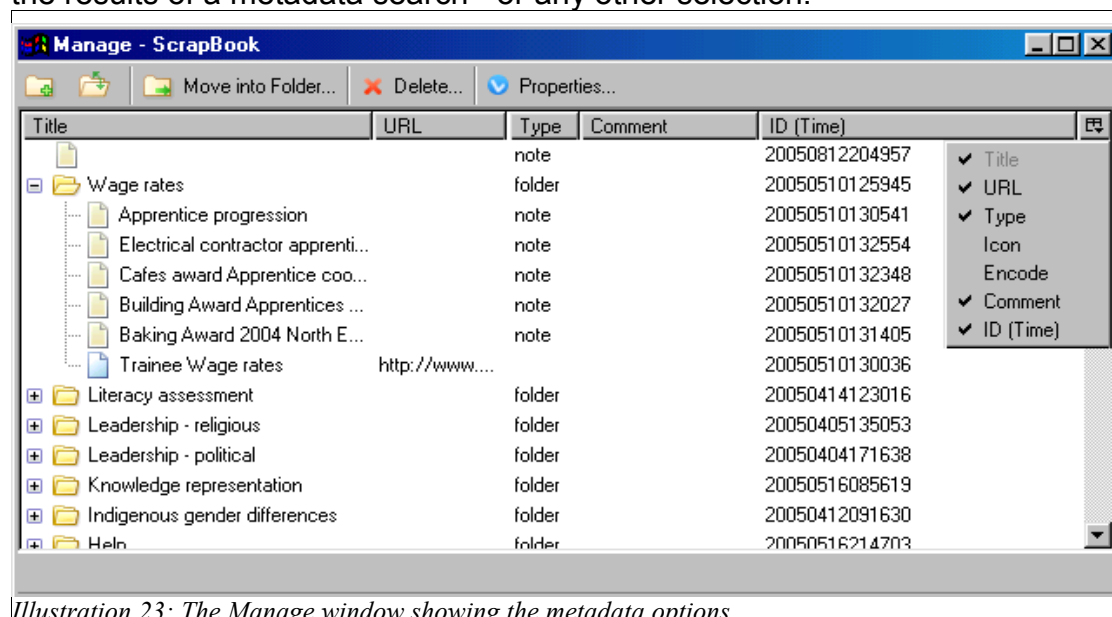 the results of a metadata search - or any other selection.
Manage - ScrapBook
Move into Folder... Delete... Properties...
Title URL Type Comment ID (Time)
note 20050812204957
Wage rates folder 20050510125945
Apprentice progression note 20050510130541
Electrical contractor apprenti... note 20050510132554
Cafes award Apprentice coo... note 20050510132348
Building Award Apprentices ... note 20050510132027
Baking Award 2004 North E... note 20050510131405
Trainee Wage rates http://www.... 20050510130036
Literacy assessment folder 20050414123016
Leadership - religious folder 20050405135053
Leadership - political folder 20050404171638
Knowledge representation folder 20050516085619
Indigenous gender differences folder 20050412091630
Help folder 20050516214703
Title
URL
Type
Icon
Encode
Comment
ID (Time)
Illustration 23: The Manage window showing the metadata options